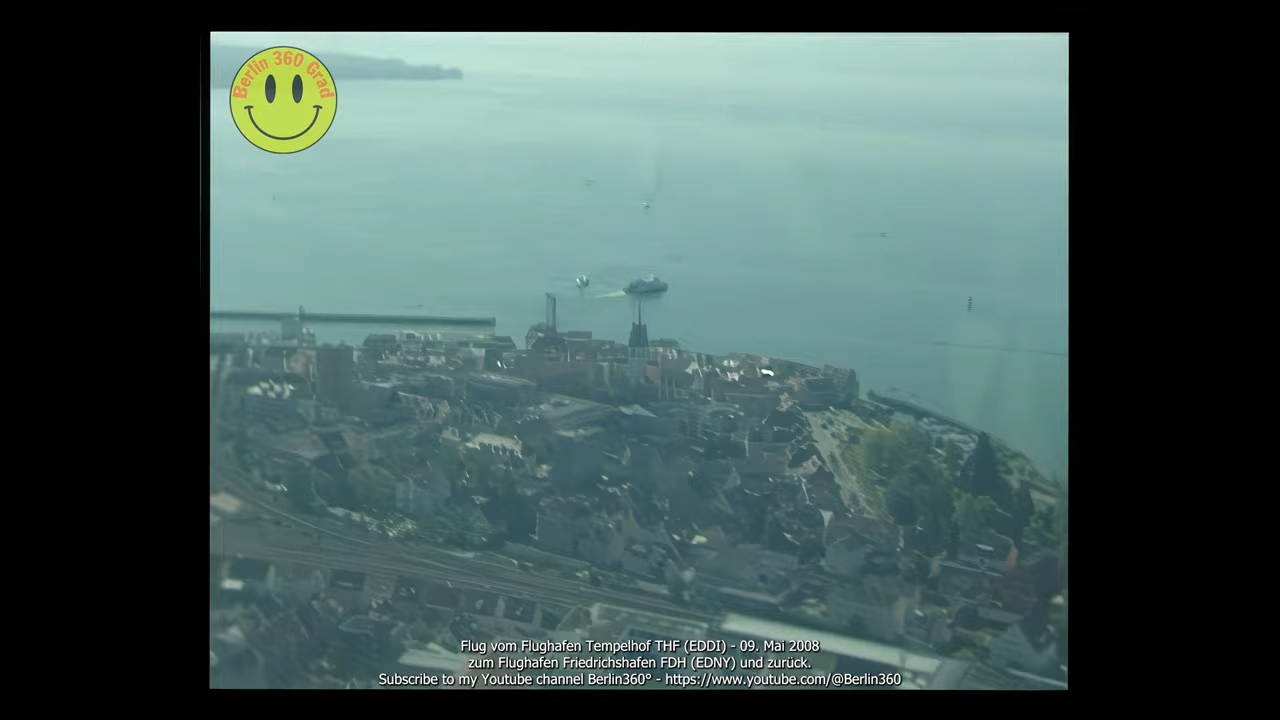 Berlin 360 Grad
Flug vom Flughafen Tempelhof THF (EDDI) - 09. Mai 2008
zum Flughafen Friedrichshafen FDH (EDNY) und zurück.
Subscribe to my Youtube channel Berlin360° - https://www.youtube.com/@Berlin360